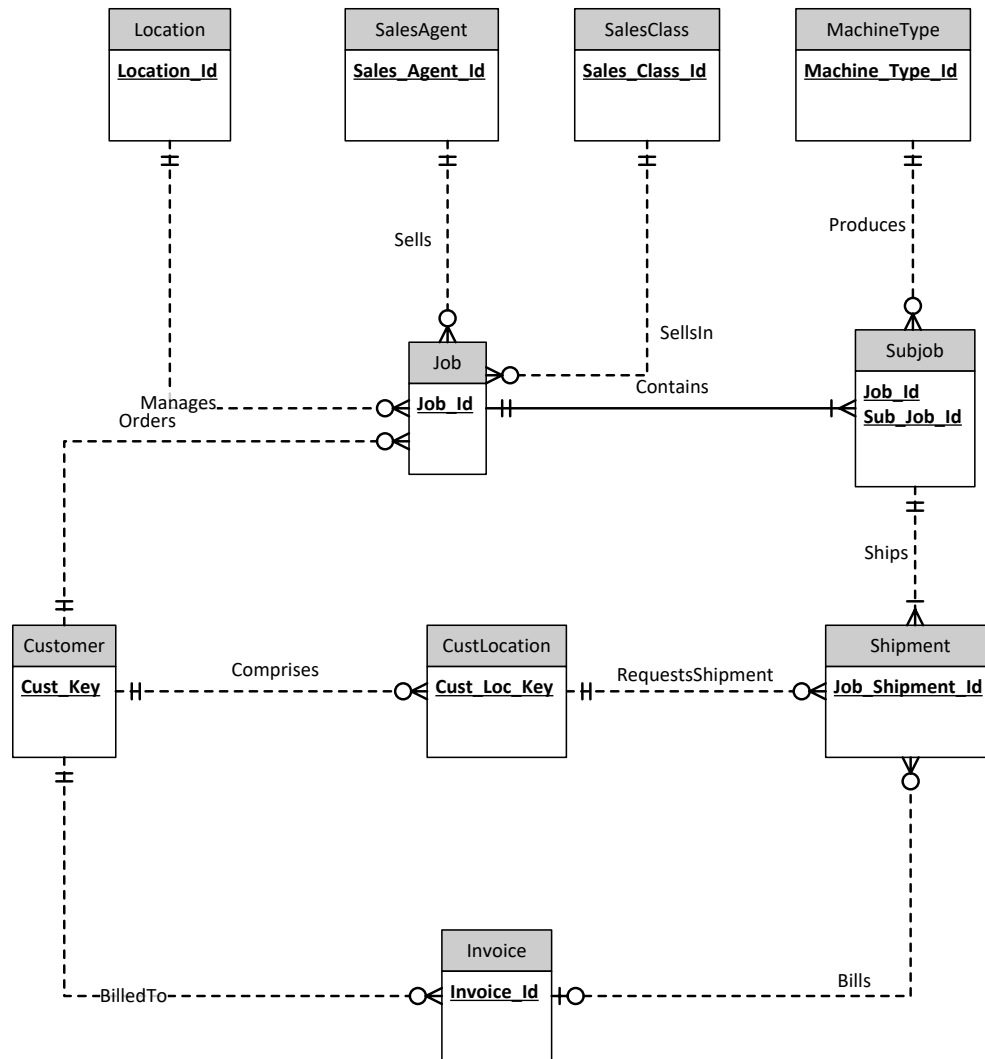 Location
SalesAgent
SalesClass
MachineType
Location_Id
Sales_Agent_Id
Sales_Class_Id
Machine_Type_Id
Produces
Sells
SellsIn
Job
Subjob
Contains
Job_Id
Job_Id
Sub_Job_Id
Manages
Orders
Ships
Customer
CustLocation
Shipment
Comprises
RequestsShipment
Cust_Key
Cust_Loc_Key
Job_Shipment_Id
Invoice
BilledTo
Invoice_Id
Bills